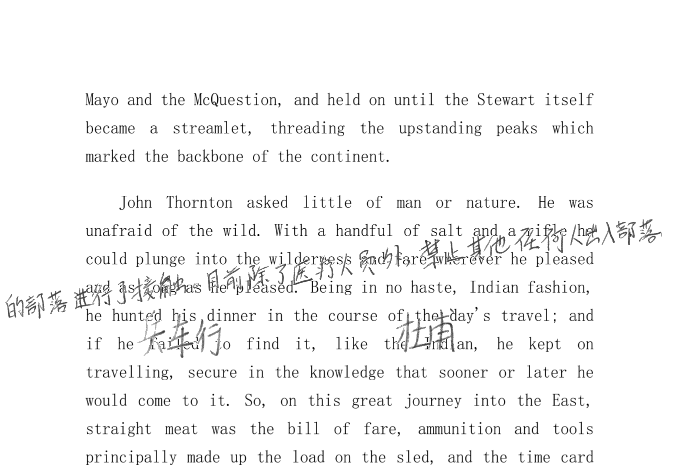 Mayo and the McQuestion, and held on until the Stewart itself
became a streamlet, threading the upstanding peaks which
marked the backbone of the continent.
John Thornton asked little of man or nature. He was
unafraid of the wild. With a handful of salt and a rifle he
could plunge into the wilderness and fare wherever he pleased
的部落进行了接触。目前除了医疗人员外,禁止其他任何人出入部落
and as long as he pleased. Being in no haste, Indian fashion,
he hunted his dinner in the course of the day's travel; and
兵车行 杜甫
if he failed to find it, like the Indian, he kept on
travelling, secure in the knowledge that sooner or later he
would come to it. So, on this great journey into the East,
straight meat was the bill of fare, ammunition and tools
principally made up the load on the sled, and the time card